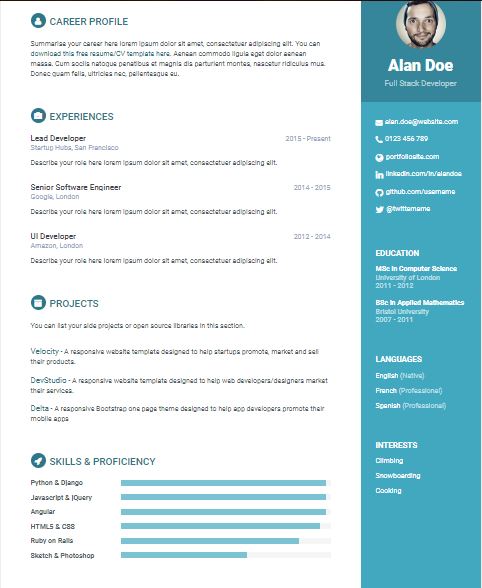 CAREER PROFILE
Summarise your career here lorem ipsum dolor sit amet, consectetuer adipiscing elit. You can
download this free resume/CV template here. Aenean commodo ligula eget dolor aenean
massa. Cum sociis natoque penatibus et magnis dis parturient montes, nascetur ridiculus mus.
Donec quam felis, ultricies nec, pellentesque eu.
EXPERIENCES
Lead Developer 2015 - Present
Startup Hubs, San Francisco
Describe your role here lorem ipsum dolor sit amet, consectetuer adipiscing elit.
Senior Software Engineer 2014 - 2015
Google, London
Describe your role here lorem ipsum dolor sit amet, consectetuer adipiscing elit.
UI Developer 2012 - 2014
Amazon, London
Describe your role here lorem ipsum dolor sit amet, consectetuer adipiscing elit.
PROJECTS
You can list your side projects or open source libraries in this section.
Velocity - A responsive website template designed to help startups promote, market and sell
their products.
DevStudio - A responsive website template designed to help web developers/designers market
their services.
Delta - A responsive Bootstrap one page theme designed to help app developers promote their
mobile apps
SKILLS & PROFICIENCY
Python & Django
Javascript & jQuery
Angular
HTML5 & CSS
Ruby on Rails
Sketch & Photoshop
Alan Doe
Full Stack Developer
alan.doe@website.com
0123 456 789
portfoliosite.com
linkedin.com/in/alandoe
github.com/username
@twittername
EDUCATION
MSc in Computer Science
University of London
2011 - 2012
BSc in Applied Mathematics
Bristol University
2007 - 2011
LANGUAGES
English (Native)
French (Professional)
Spanish (Professional)
INTERESTS
Climbing
Snowboarding
Cooking